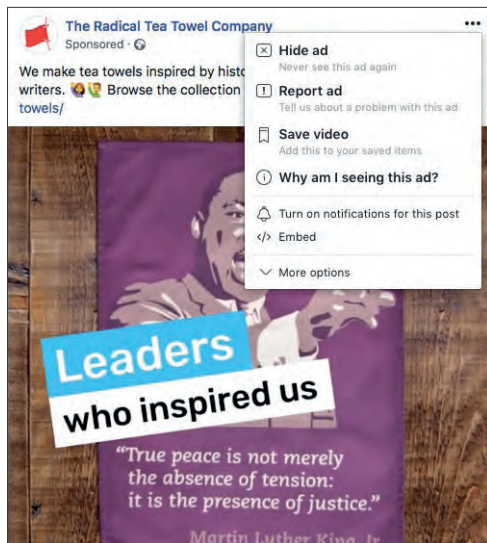 The Radical Tea Towel Company
Sponsored ·
We make tea towels inspired by histo
writers. Browse the collection
towels/
Hide ad
Never see this ad again
Report ad
Tell us about a problem with this ad
Save video
Add this to your saved items
Why am I seeing this ad?
Turn on notifications for this post
</> Embed
More options
Leaders
who inspired us
“True peace is not merely
the absence of tension:
it is the presence of justice.”
Martin Luther King, Jr